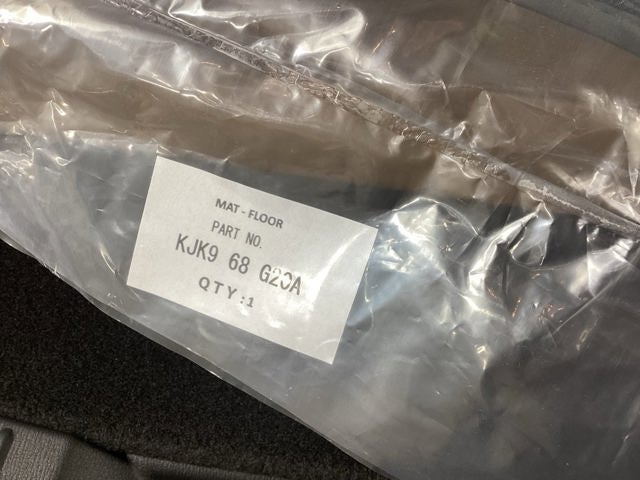 MAT - FLOOR
PART NO.
KJK9 68 G20A
QTY:1